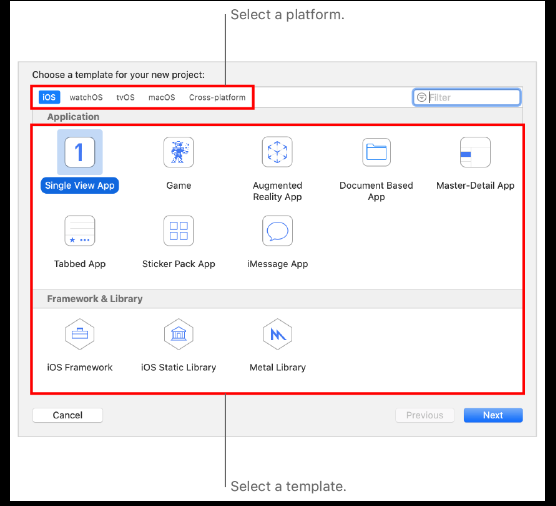 Select a platform.
Choose a template for your new project:
iOS watchOS tvOS macOS Cross-platform Filter
Application
1
Single View App Game Augmented Document Based Master-Detail App
Reality App App
Tabbed App Sticker Pack App iMessage App
Framework & Library
iOS Framework iOS Static Library Metal Library
Cancel Previous Next
Select a template.